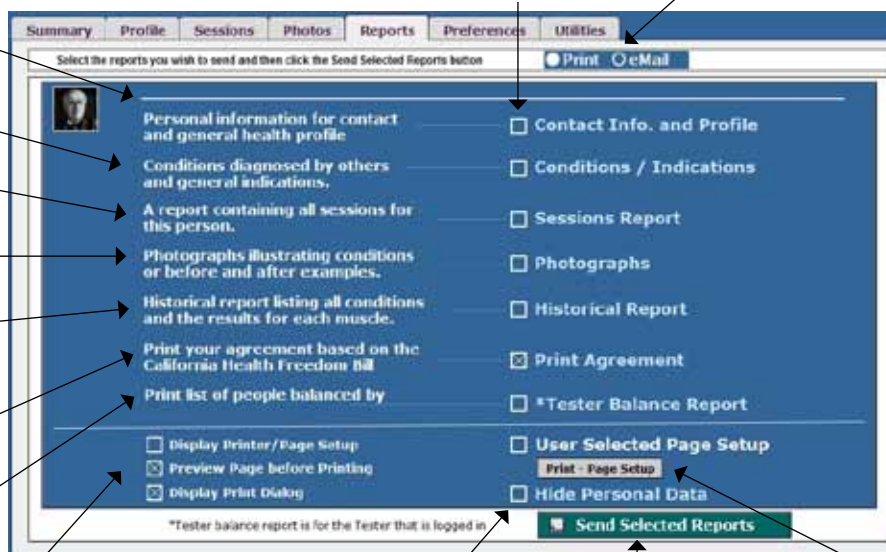 Summary Profile Sessions Photos Reports Preferences Utilities
Select the reports you wish to send and then click the Send Selected Reports button
Print eMail
Personal information for contact
and general health profile
Contact Info. and Profile
Conditions diagnosed by others
and general indications.
Conditions / Indications
A report containing all sessions for
this person.
Sessions Report
Photographs illustrating conditions
or before and after examples.
Photographs
Historical report listing all conditions
and the results for each muscle.
Historical Report
Print your agreement based on the
California Health Freedom Bill
Print Agreement
Print list of people balanced by
*Tester Balance Report
Display Printer/Page Setup
User Selected Page Setup
Preview Page before Printing
Print - Page Setup
Display Print Dialog
Hide Personal Data
*Tester balance report is for the Tester that is logged in
Send Selected Reports